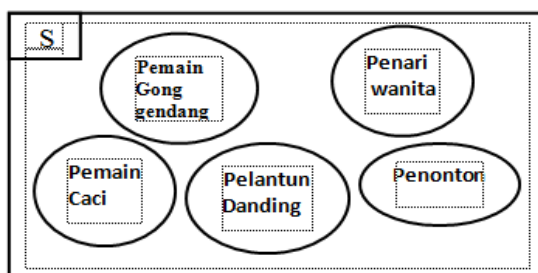 S
Pemain
Gong
gendang
Penari
wanita
Pemain
Caci
Pelantun
Danding
Penonton